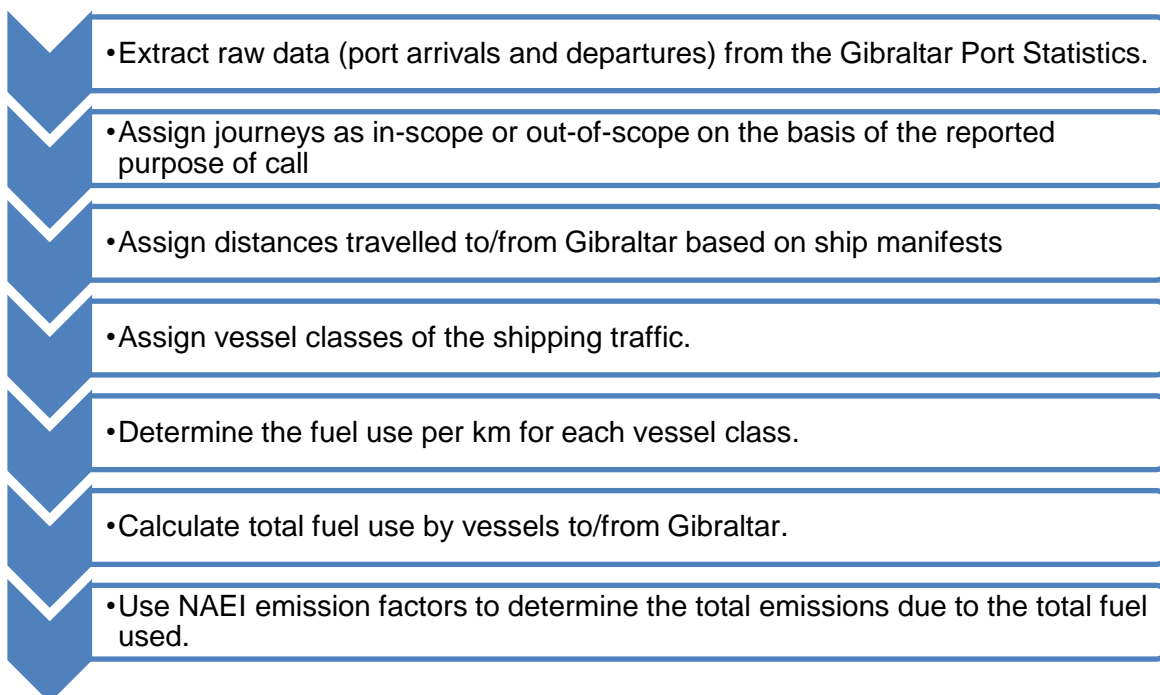 •Extract raw data (port arrivals and departures) from the Gibraltar Port Statistics.
•Assign journeys as in-scope or out-of-scope on the basis of the reported
purpose of call
•Assign distances travelled to/from Gibraltar based on ship manifests
•Assign vessel classes of the shipping traffic.
•Determine the fuel use per km for each vessel class.
•Calculate total fuel use by vessels to/from Gibraltar.
•Use NAEI emission factors to determine the total emissions due to the total fuel
used.